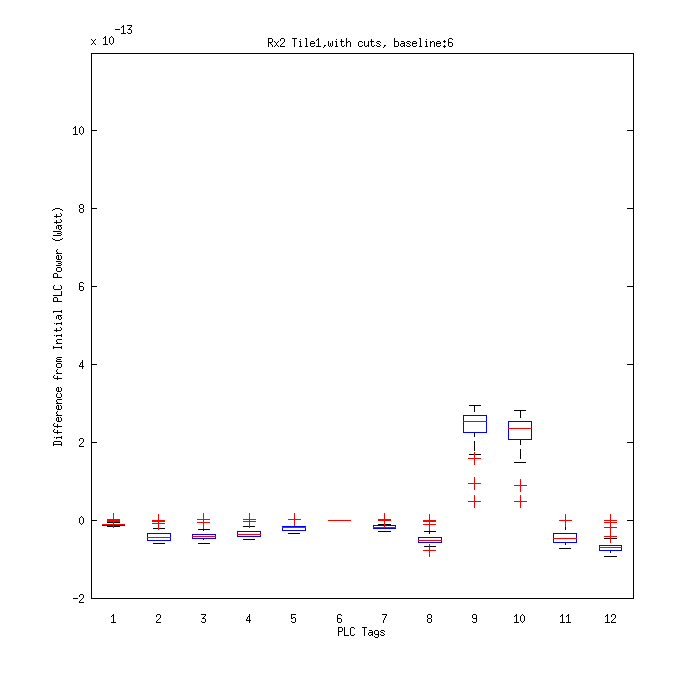 x 10-13
Rx2 Tile1,with cuts, baseline:6
10
8
6
4
2
0
-2
Difference from Initial PLC Power (Watt)
1 2 3 4 5 6 7 8 9 10 11 12
PLC Tags